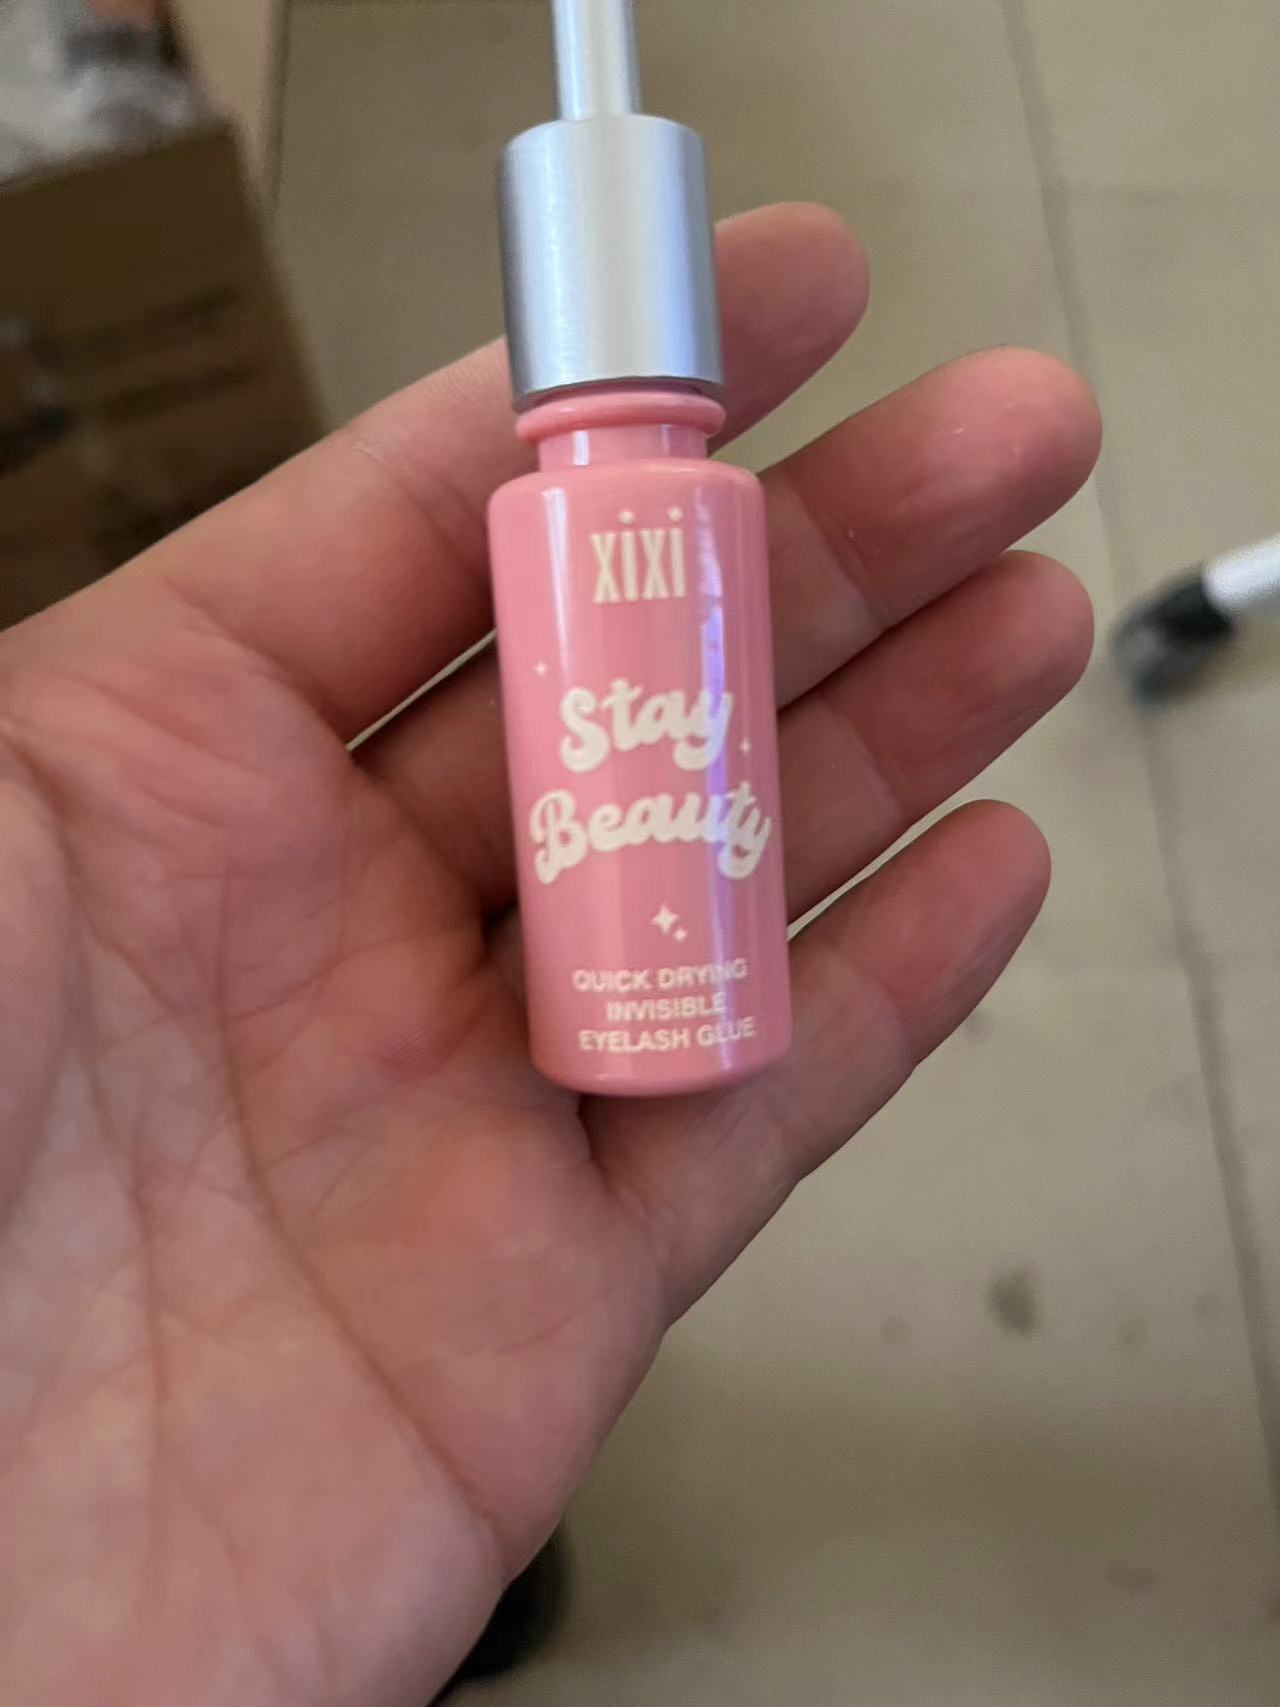 xixi
Stay
Beauty
QUICK DRYING
INVISIBLE
EYELASH GLUE